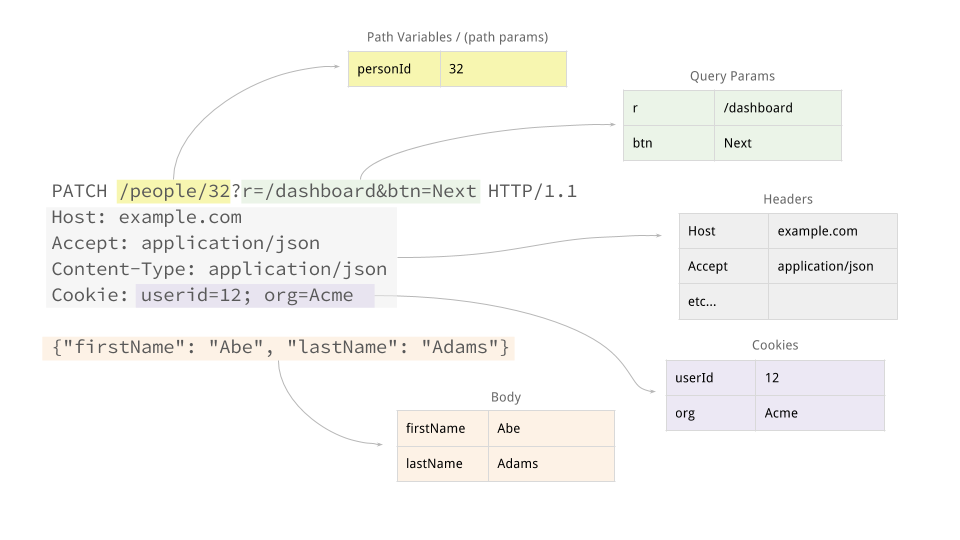 Path Variables / (path params)
personId 32
Query Params
r /dashboard
btn Next
PATCH /people/32?r=/dashboard&btn=Next HTTP/1.1
Host: example.com
Accept: application/json
Content-Type: application/json
Cookie: userid=12; org=Acme
{"firstName": "Abe", "lastName": "Adams"}
Headers
Host example.com
Accept application/json
etc...
Cookies
userId 12
org Acme
Body
firstName Abe
lastName Adams